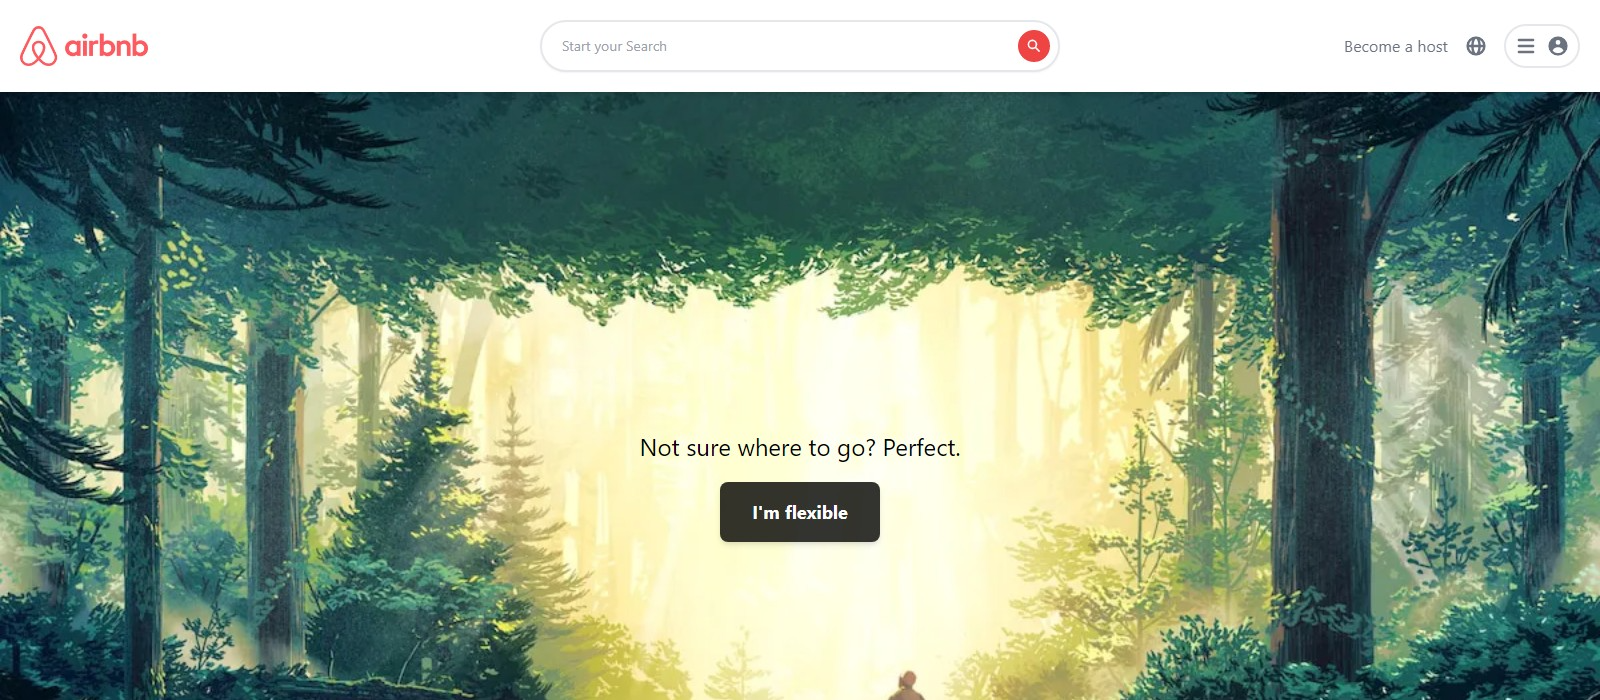 airbnb
Start your Search
Become a host
Not sure where to go? Perfect.
I'm flexible